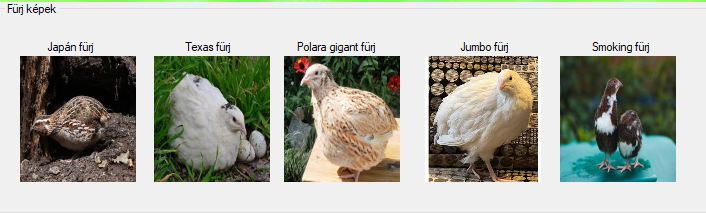 Fürj képek
Japán fürj
Texas fürj
Polara gigant fürj
Jumbo fürj
Smoking fürj